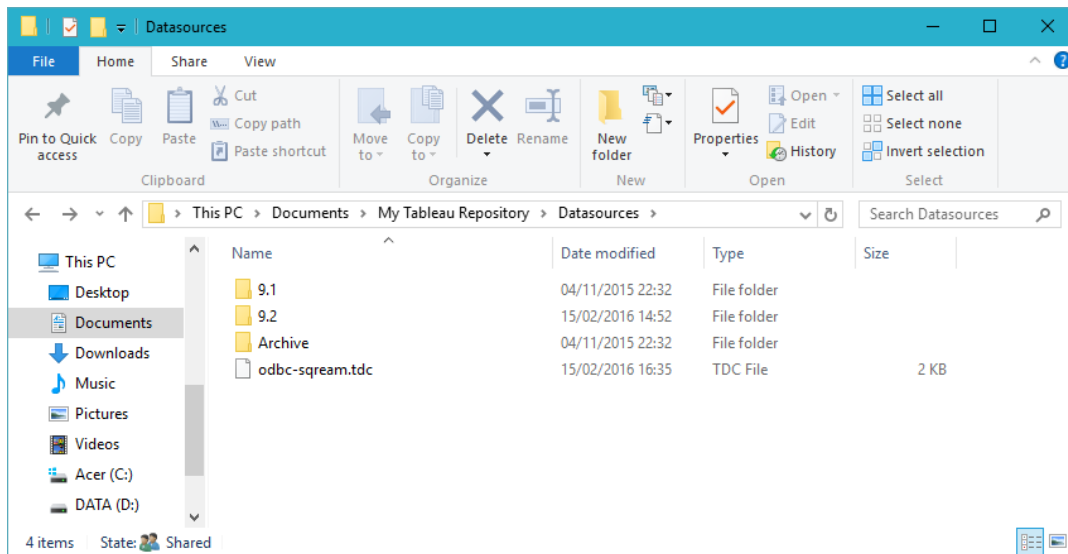 Datasources
File Home Share View
Pin to Quick access
Copy
Paste
Cut
Copy path
Paste shortcut
Clipboard
Move to
Copy to
Delete
Rename
Organize
New folder
New
Properties
Open
Edit
History
Open
Select all
Select none
Invert selection
Select
This PC > Documents > My Tableau Repository > Datasources >
Search Datasources
This PC
Desktop
Documents
Downloads
Music
Pictures
Videos
Acer (C:)
DATA (D:)
Name Date modified Type Size
9.1 04/11/2015 22:32 File folder
9.2 15/02/2016 14:52 File folder
Archive 04/11/2015 22:32 File folder
odbc-sqream.tdc 15/02/2016 16:35 TDC File 2 KB
4 items State: Shared